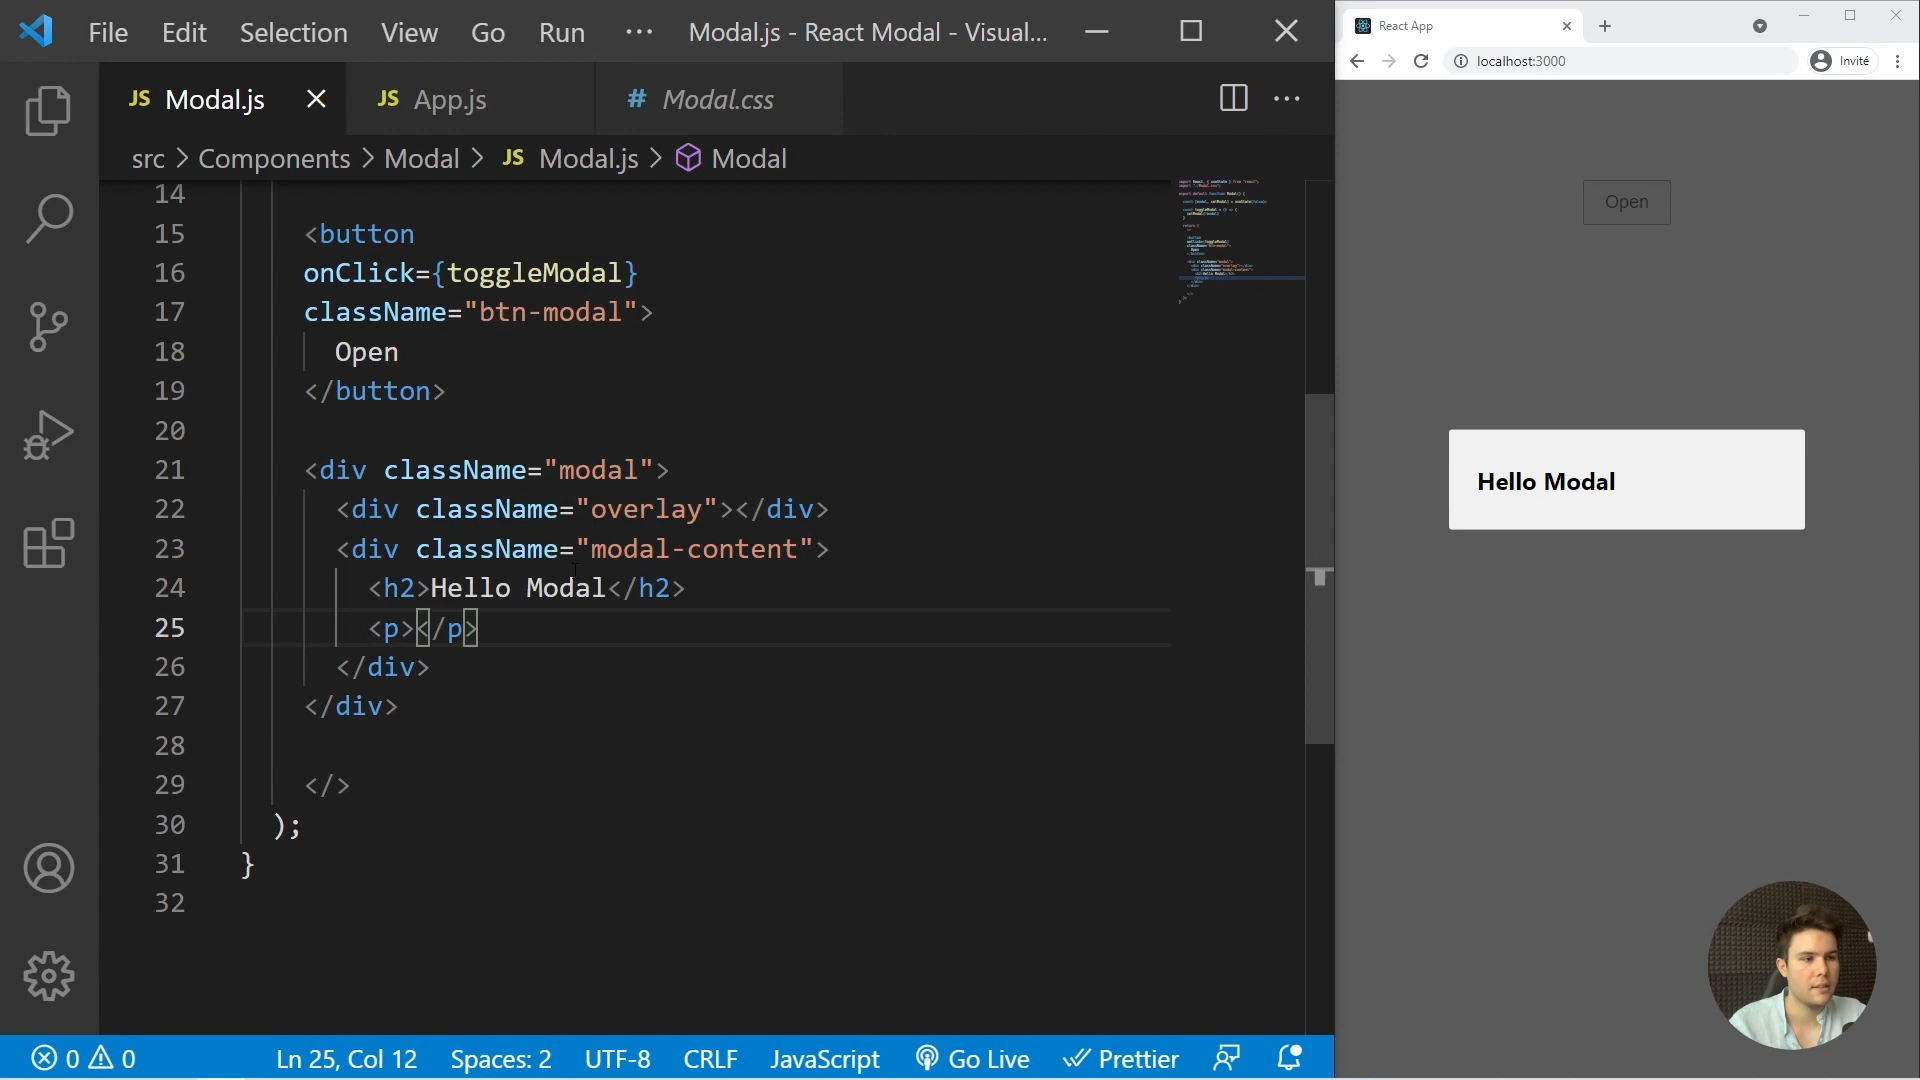 File Edit Selection View Go Run ··· Modal.js - React Modal - Visual...
JS Modal.js JS App.js # Modal.css
src > Components > Modal > JS Modal.js > Modal
14
15 <button
16 onClick={toggleModal}
17 className="btn-modal">
18 Open
19 </button>
20
21 <div className="modal">
22 <div className="overlay"></div>
23 <div className="modal-content">
24 <h2>Hello Modal</h2>
25 <p></p>
26 </div>
27 </div>
28
29 </>
30 );
31 }
32
0 0 Ln 25, Col 12 Spaces: 2 UTF-8 CRLF JavaScript Go Live Prettier
React App
localhost:3000 Invité
Open
Hello Modal